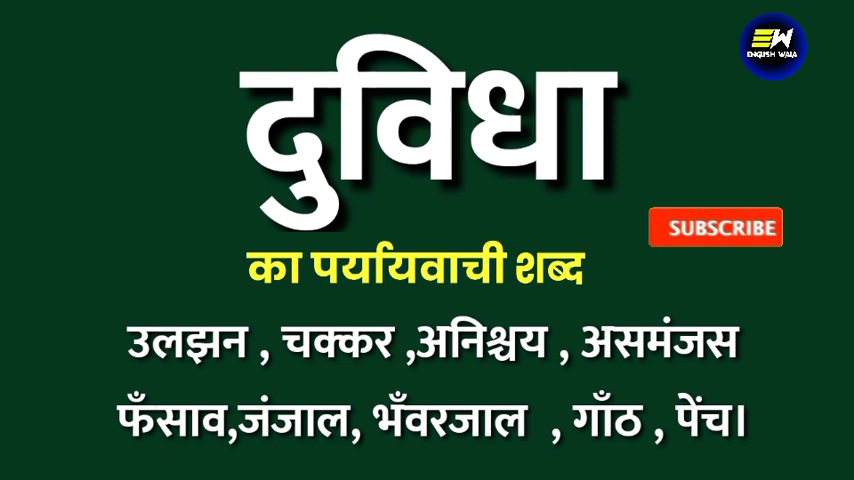 EW
ENGLISH WALA
दुविधा
SUBSCRIBE
का पर्यायवाची शब्द
उलझन , चक्कर ,अनिश्चय , असमंजस
फँसाव,जंजाल, भँवरजाल , गाँठ , पेंच।